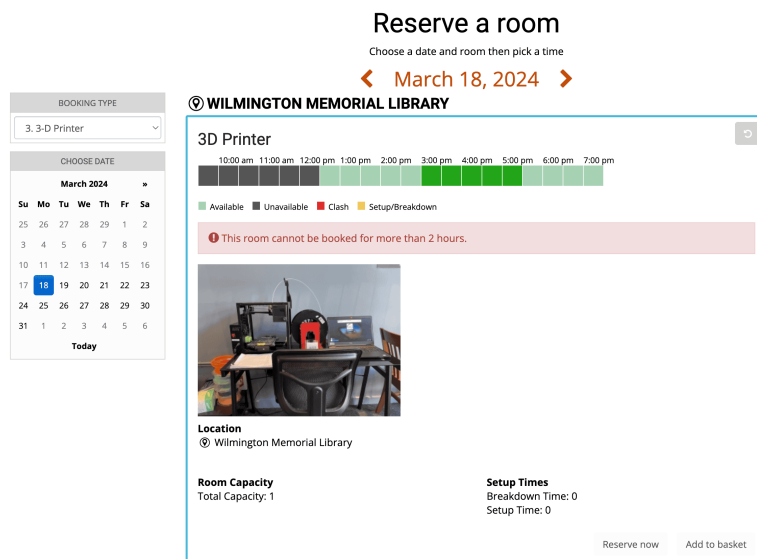 Reserve a room
Choose a date and room then pick a time
March 18, 2024
BOOKING TYPE
3. 3-D Printer
CHOOSE DATE
March 2024 »
Su Mo Tu We Th Fr Sa
25 26 27 28 29 1 2
3 4 5 6 7 8 9
10 11 12 13 14 15 16
17 18 19 20 21 22 23
24 25 26 27 28 29 30
31 1 2 3 4 5 6
Today
WILMINGTON MEMORIAL LIBRARY
3D Printer
10:00 am 11:00 am 12:00 pm 1:00 pm 2:00 pm 3:00 pm 4:00 pm 5:00 pm 6:00 pm 7:00 pm
Available Unavailable Clash Setup/Breakdown
This room cannot be booked for more than 2 hours.
Location
Wilmington Memorial Library
Room Capacity
Total Capacity: 1
Setup Times
Breakdown Time: 0
Setup Time: 0
Reserve now Add to basket